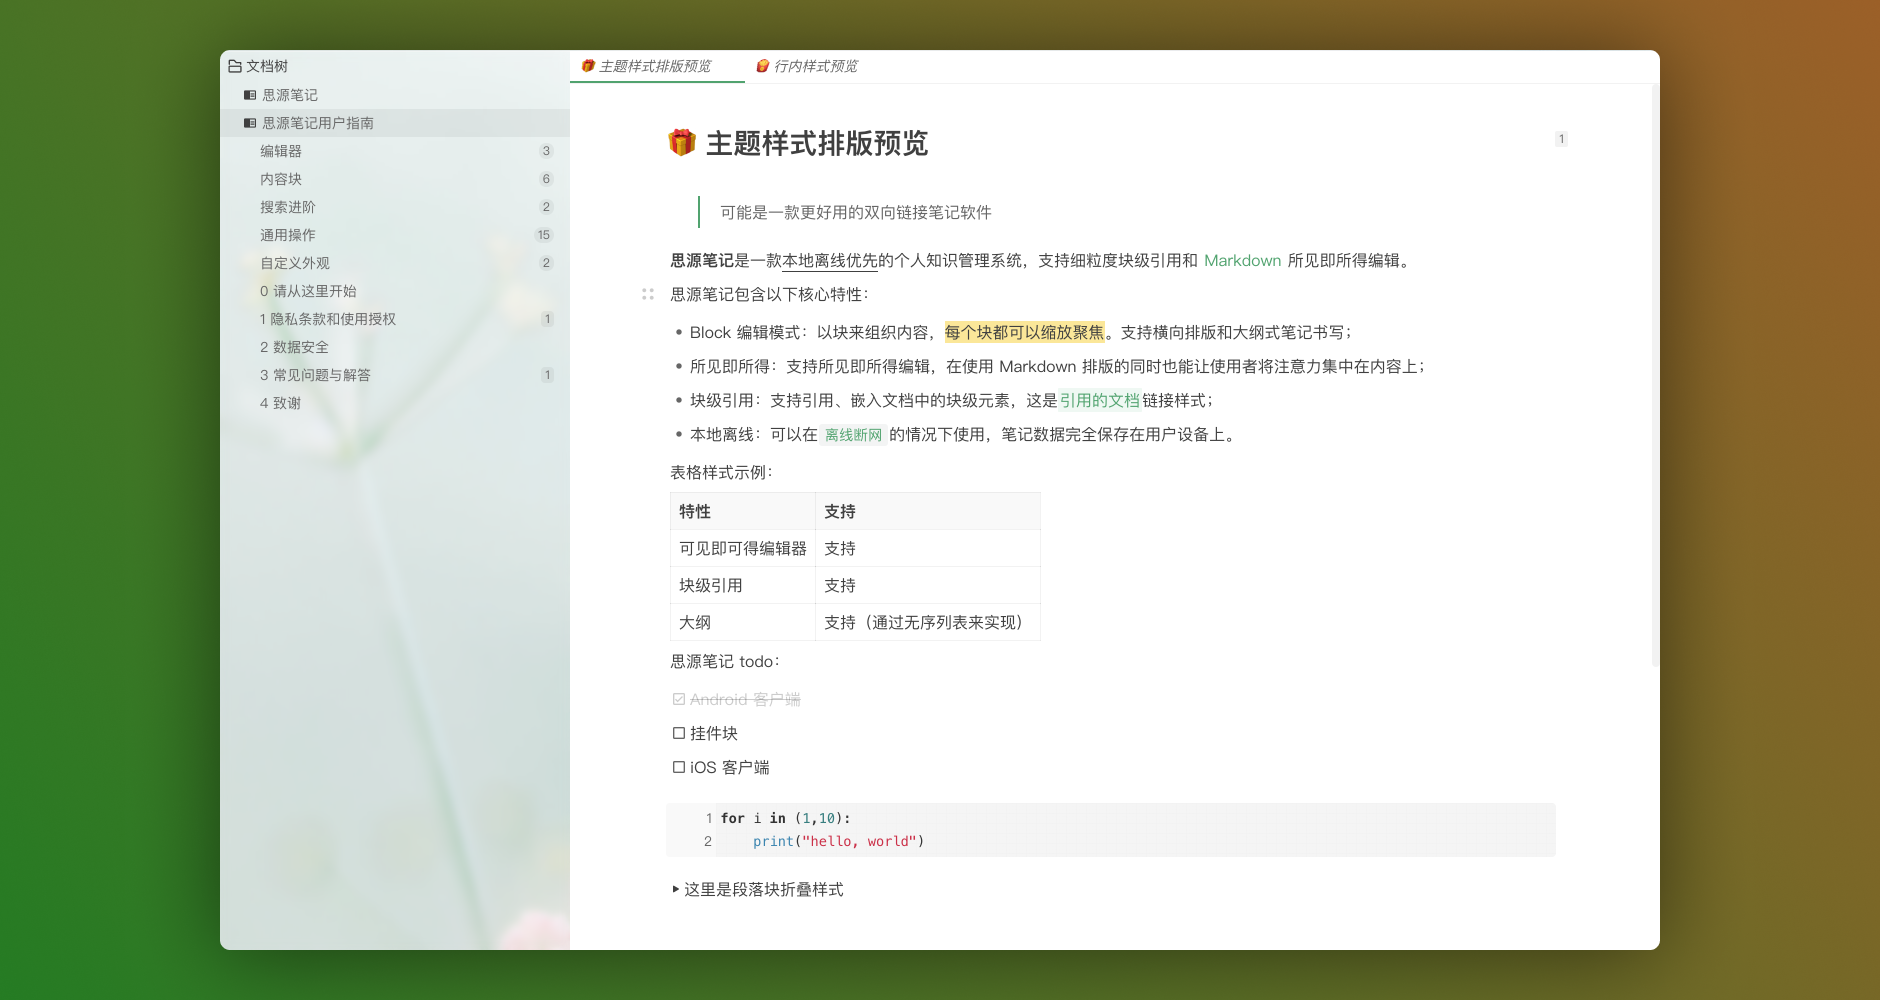 文档树
思源笔记
思源笔记用户指南
编辑器 3
内容块 6
搜索进阶 2
通用操作 15
自定义外观 2
0 请从这里开始
1 隐私条款和使用授权 1
2 数据安全
3 常见问题与解答 1
4 致谢
主题样式排版预览 行内样式预览
主题样式排版预览 1
可能是一款更好用的双向链接笔记软件
思源笔记是一款本地离线优先的个人知识管理系统，支持细粒度块级引用和 Markdown 所见即所得编辑。
思源笔记包含以下核心特性：
• Block 编辑模式：以块来组织内容，每个块都可以缩放聚焦。支持横向排版和大纲式笔记书写；
• 所见即所得：支持所见即所得编辑，在使用 Markdown 排版的同时也能让使用者将注意力集中在内容上；
• 块级引用：支持引用、嵌入文档中的块级元素，这是引用的文档链接样式；
• 本地离线：可以在 离线断网 的情况下使用，笔记数据完全保存在用户设备上。
表格样式示例：
特性 支持
可见即可得编辑器 支持
块级引用 支持
大纲 支持（通过无序列表来实现）
思源笔记 todo：
Android 客户端
挂件块
iOS 客户端
1 for i in (1,10):
2 print("hello, world")
这里是段落块折叠样式